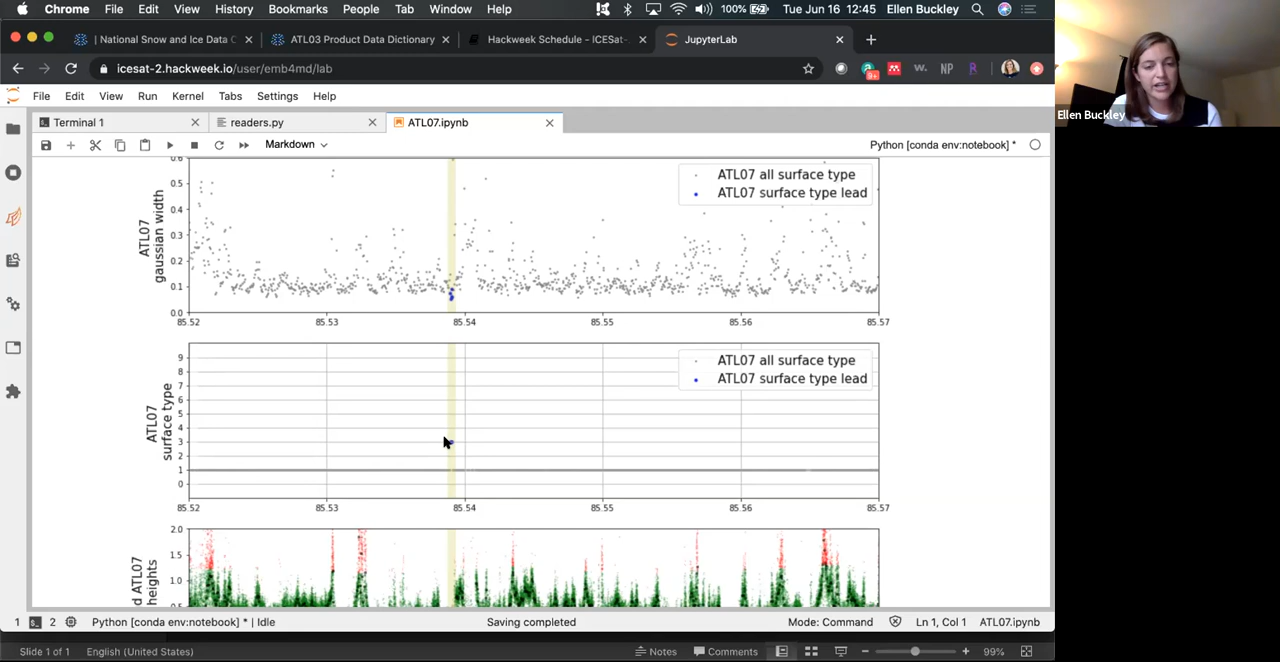 Chrome File Edit View History Bookmarks People Tab Window Help 100% Tue Jun 16 12:45 Ellen Buckley
| National Snow and Ice Data C ATL03 Product Data Dictionary Hackweek Schedule - ICESat- JupyterLab
icesat-2.hackweek.io/user/emb4md/lab 9+ w. NP R
Ellen Buckley
File Edit View Run Kernel Tabs Settings Help
Terminal 1 readers.py ATL07.ipynb
Markdown Python [conda env:notebook] *
ATL07
gaussian width
0.6
0.5
0.4
0.3
0.2
0.1
0.0
ATL07 all surface type
ATL07 surface type lead
85.52 85.53 85.54 85.55 85.56 85.57
ATL07
surface type
9
8
7
6
5
4
3
2
1
0
ATL07 all surface type
ATL07 surface type lead
85.52 85.53 85.54 85.55 85.56 85.57
d ATL07
heights
2.0
1.5
1.0
0.5
1 2 Python [conda env:notebook] * | Idle Saving completed Mode: Command Ln 1, Col 1 ATL07.ipynb
Slide 1 of 1 English (United States) Notes Comments 99%